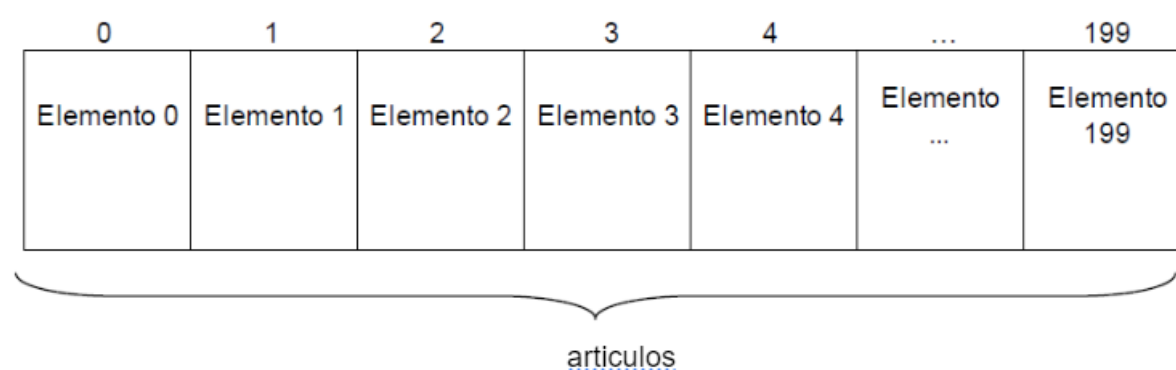 0 1 2 3 4 ... 199
Elemento 0 Elemento 1 Elemento 2 Elemento 3 Elemento 4 Elemento ... Elemento 199
articulos